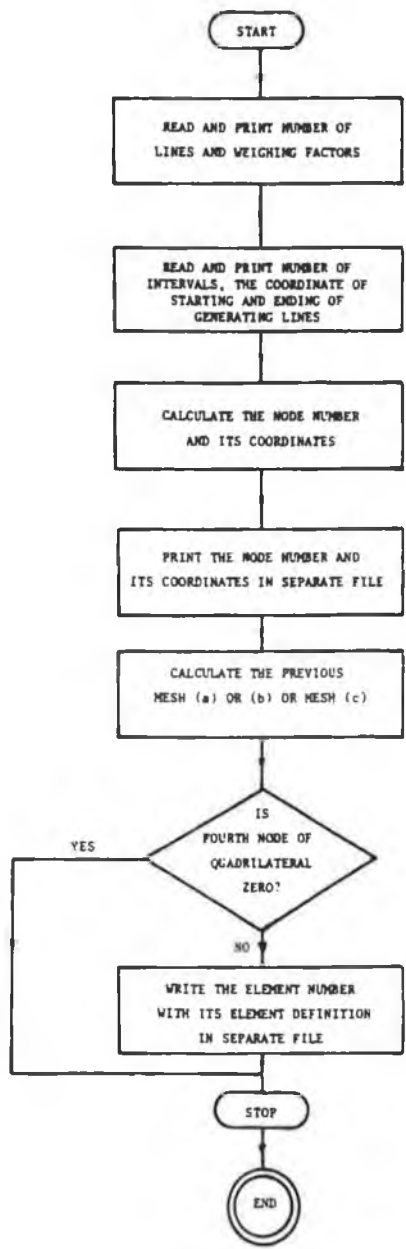 START
READ AND PRINT NUMBER OF
LINES AND WEIGHING FACTORS
READ AND PRINT NUMBER OF
INTERVALS, THE COORDINATE OF
STARTING AND ENDING OF
GENERATING LINES
CALCULATE THE NODE NUMBER
AND ITS COORDINATES
PRINT THE NODE NUMBER AND
ITS COORDINATES IN SEPARATE FILE
CALCULATE THE PREVIOUS
MESH (a) OR (b) OR MESH (c)
IS
FOURTH NODE OF
QUADRILATERAL
ZERO?
YES
NO
WRITE THE ELEMENT NUMBER
WITH ITS ELEMENT DEFINITION
IN SEPARATE FILE
STOP
END